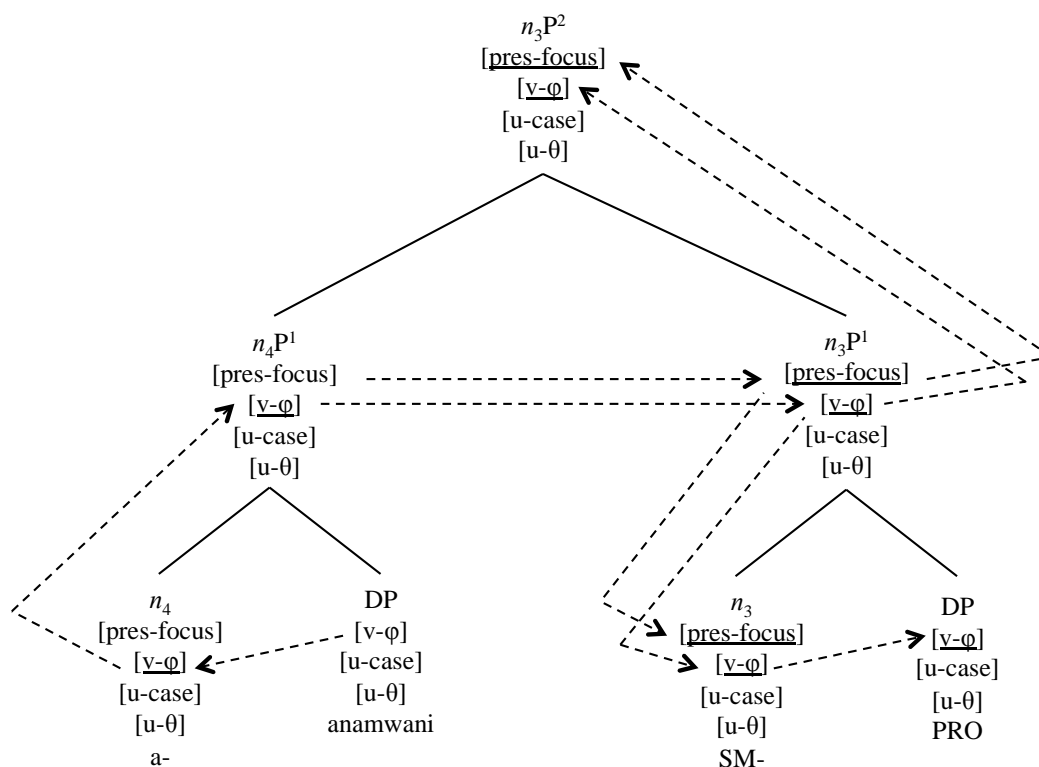 n₃P²
[pres-focus]
[v-φ]
[u-case]
[u-θ]
n₄P¹
[pres-focus]
[v-φ]
[u-case]
[u-θ]
n₃P¹
[pres-focus]
[v-φ]
[u-case]
[u-θ]
n₄
[pres-focus]
[v-φ]
[u-case]
[u-θ]
a-
DP
[v-φ]
[u-case]
[u-θ]
anamwani
n₃
[pres-focus]
[v-φ]
[u-case]
[u-θ]
SM-
DP
[v-φ]
[u-case]
[u-θ]
PRO